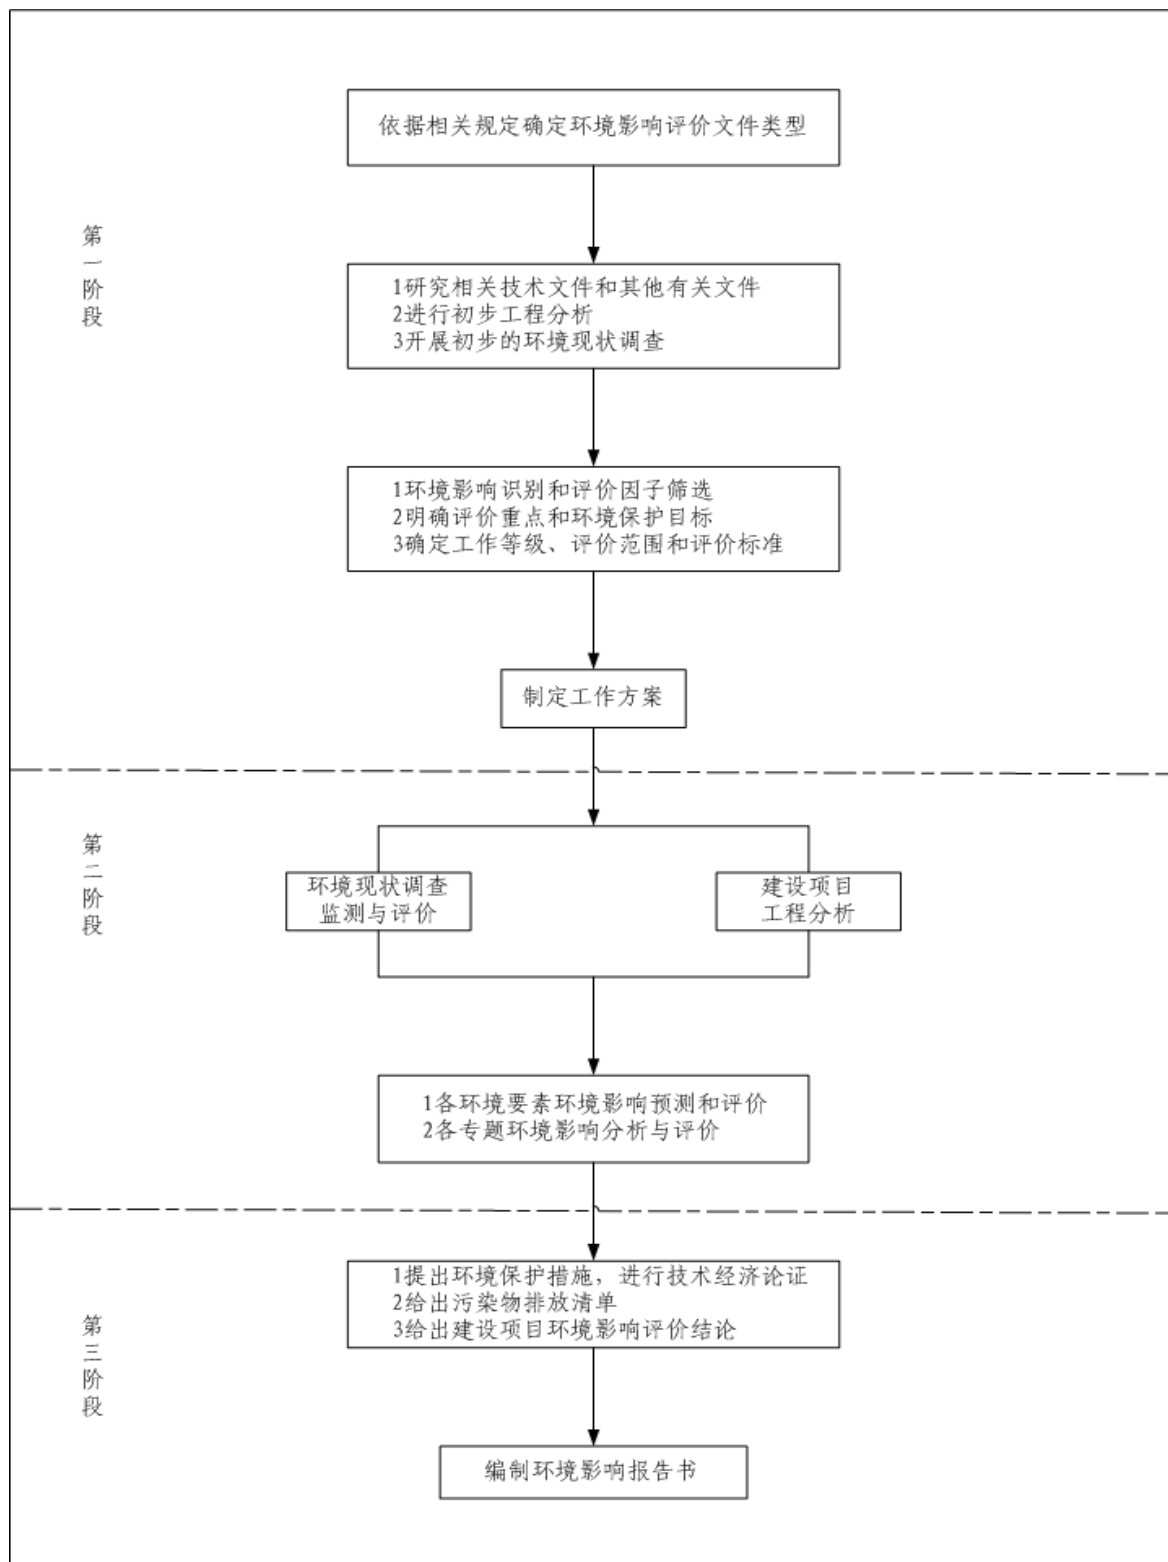 依据相关规定确定环境影响评价文件类型
第一阶段
1研究相关技术文件和其他有关文件
2进行初步工程分析
3开展初步的环境现状调查
1环境影响识别和评价因子筛选
2明确评价重点和环境保护目标
3确定工作等级、评价范围和评价标准
制定工作方案
第二阶段
环境现状调查
监测与评价
建设项目
工程分析
1各环境要素环境影响预测和评价
2各专题环境影响分析与评价
第三阶段
1提出环境保护措施，进行技术经济论证
2给出污染物排放清单
3给出建设项目环境影响评价结论
编制环境影响报告书